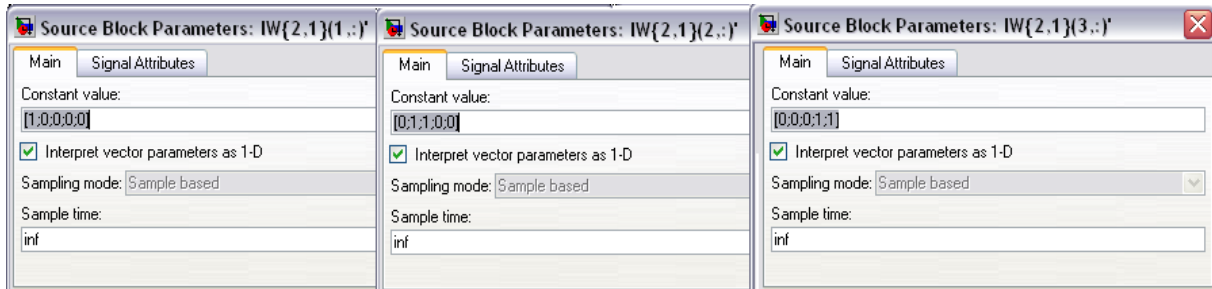 Source Block Parameters: IW{2,1}(1,:)'
Main Signal Attributes
Constant value:
[1;0;0;0;0]
Interpret vector parameters as 1-D
Sampling mode: Sample based
Sample time:
inf
Source Block Parameters: IW{2,1}(2,:)'
Main Signal Attributes
Constant value:
[0;1;1;0;0]
Interpret vector parameters as 1-D
Sampling mode: Sample based
Sample time:
inf
Source Block Parameters: IW{2,1}(3,:)'
Main Signal Attributes
Constant value:
[0;0;0;1;1]
Interpret vector parameters as 1-D
Sampling mode: Sample based
Sample time:
inf